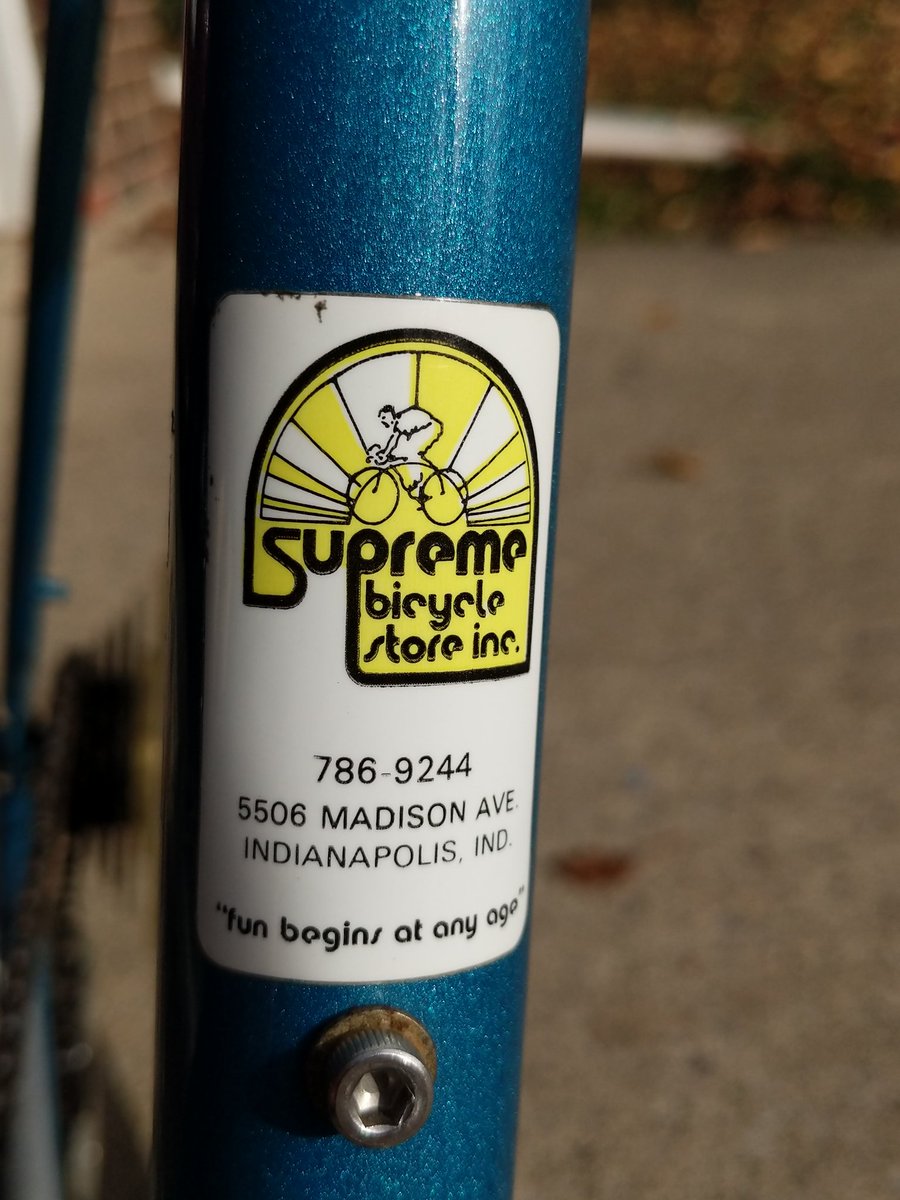 Supreme
bicycle
store inc.
786-9244
5506 MADISON AVE.
INDIANAPOLIS, IND.
"fun begins at any age"